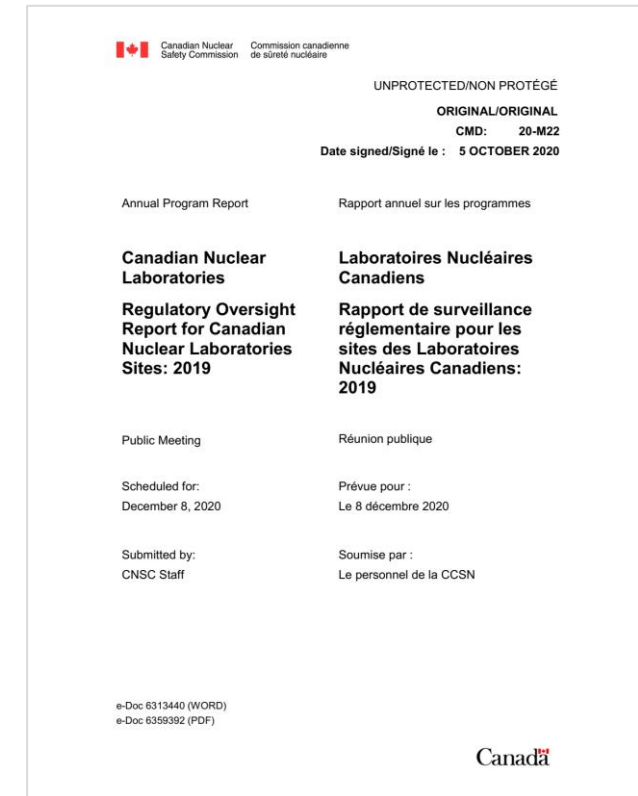 Canadian Nuclear Safety Commission
Commission canadienne de sûreté nucléaire
UNPROTECTED/NON PROTÉGÉ
ORIGINAL/ORIGINAL
CMD: 20-M22
Date signed/Signé le : 5 OCTOBER 2020
Annual Program Report
Rapport annuel sur les programmes
Canadian Nuclear
Laboratories
Laboratoires Nucléaires
Canadiens
Regulatory Oversight
Report for Canadian
Nuclear Laboratories
Sites: 2019
Rapport de surveillance
réglementaire pour les
sites des Laboratoires
Nucléaires Canadiens:
2019
Public Meeting
Réunion publique
Scheduled for:
December 8, 2020
Prévue pour :
Le 8 décembre 2020
Submitted by:
CNSC Staff
Soumise par :
Le personnel de la CCSN
e-Doc 6313440 (WORD)
e-Doc 6359392 (PDF)
Canada